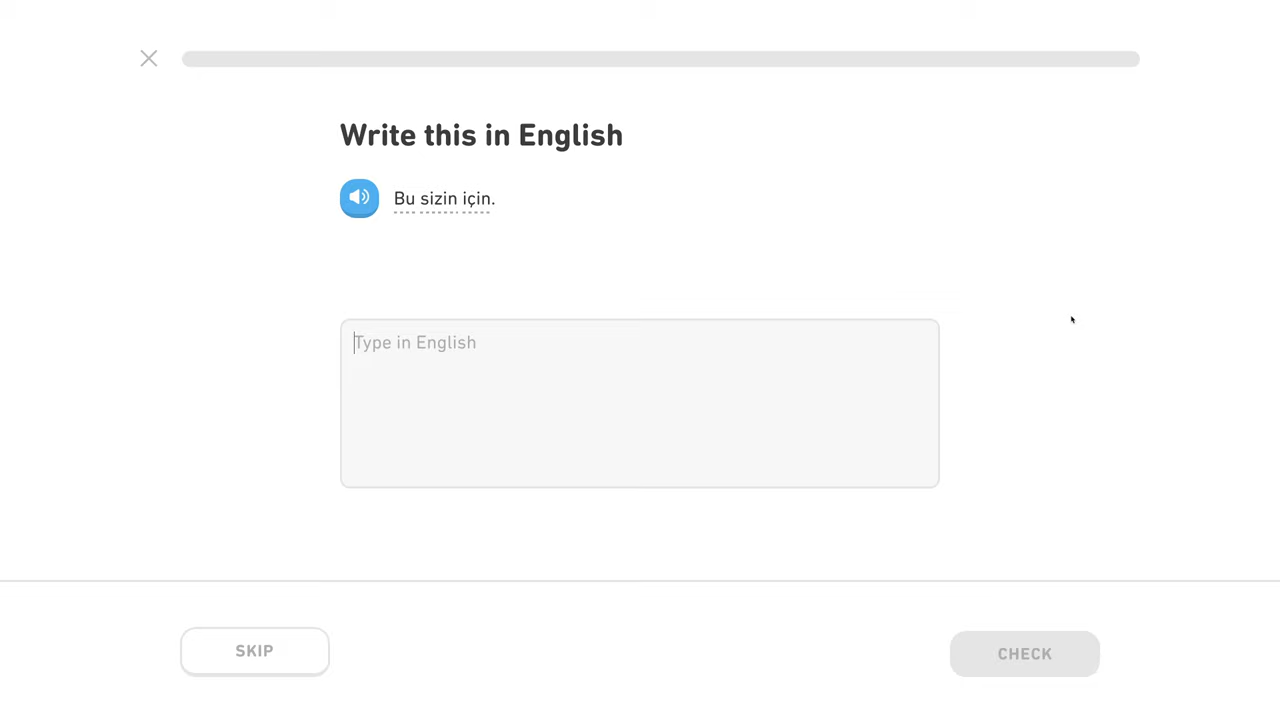 Write this in English
Bu sizin için.
Type in English
SKIP
CHECK